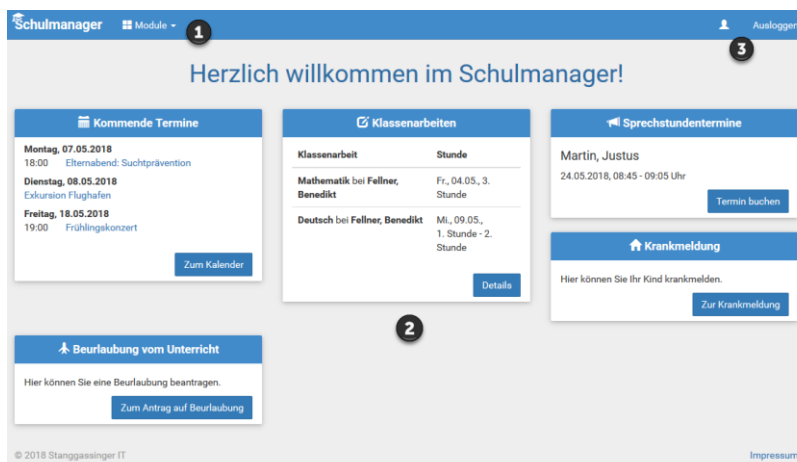 Schulmanager
Module
1
Ausloggen
3
Herzlich willkommen im Schulmanager!
Kommende Termine
Montag, 07.05.2018
18:00 Elternabend: Suchtprävention
Dienstag, 08.05.2018
Exkursion Flughafen
Freitag, 18.05.2018
19:00 Frühlingskonzert
Zum Kalender
Klassenarbeiten
Klassenarbeit Stunde
Mathematik bei Fellner, Fr., 04.05., 3.
Benedikt Stunde
Deutsch bei Fellner, Benedikt Mi., 09.05.,
1. Stunde - 2.
Stunde
Details
2
Sprechstundentermine
Martin, Justus
24.05.2018, 08:45 - 09:05 Uhr
Termin buchen
Krankmeldung
Hier können Sie Ihr Kind krankmelden.
Zur Krankmeldung
Beurlaubung vom Unterricht
Hier können Sie eine Beurlaubung beantragen.
Zum Antrag auf Beurlaubung
© 2018 Stanggassinger IT
Impressum